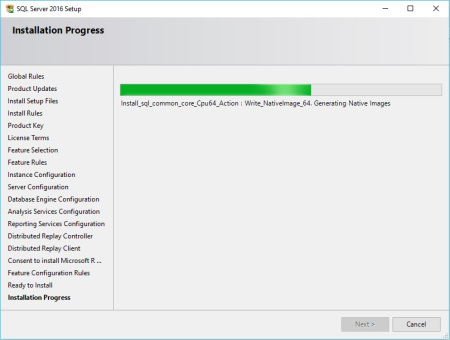 SQL Server 2016 Setup
Installation Progress
Global Rules
Product Updates
Install Setup Files
Install Rules
Product Key
License Terms
Feature Selection
Feature Rules
Instance Configuration
Server Configuration
Database Engine Configuration
Analysis Services Configuration
Reporting Services Configuration
Distributed Replay Controller
Distributed Replay Client
Consent to install Microsoft R ...
Feature Configuration Rules
Ready to Install
Installation Progress
Install_sql_common_core_Cpu64_Action : Write_NativeImage_64. Generating Native Images
Next >
Cancel